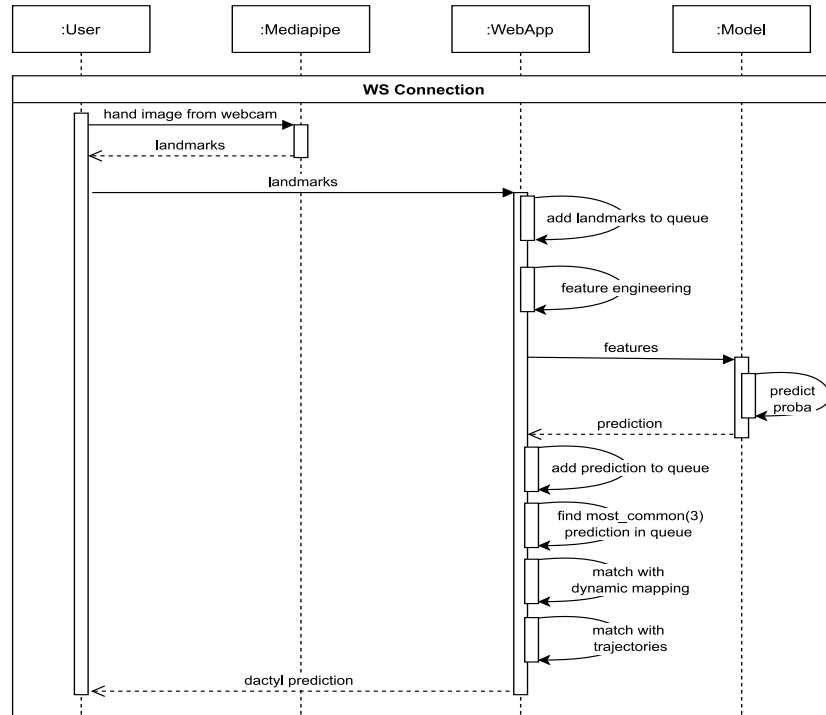 :User
:Mediapipe
:WebApp
:Model
WS Connection
hand image from webcam
landmarks
landmarks
add landmarks to queue
feature engineering
features
predict
proba
prediction
add prediction to queue
find most_common(3)
prediction in queue
match with
dynamic mapping
match with
trajectories
dactyl prediction